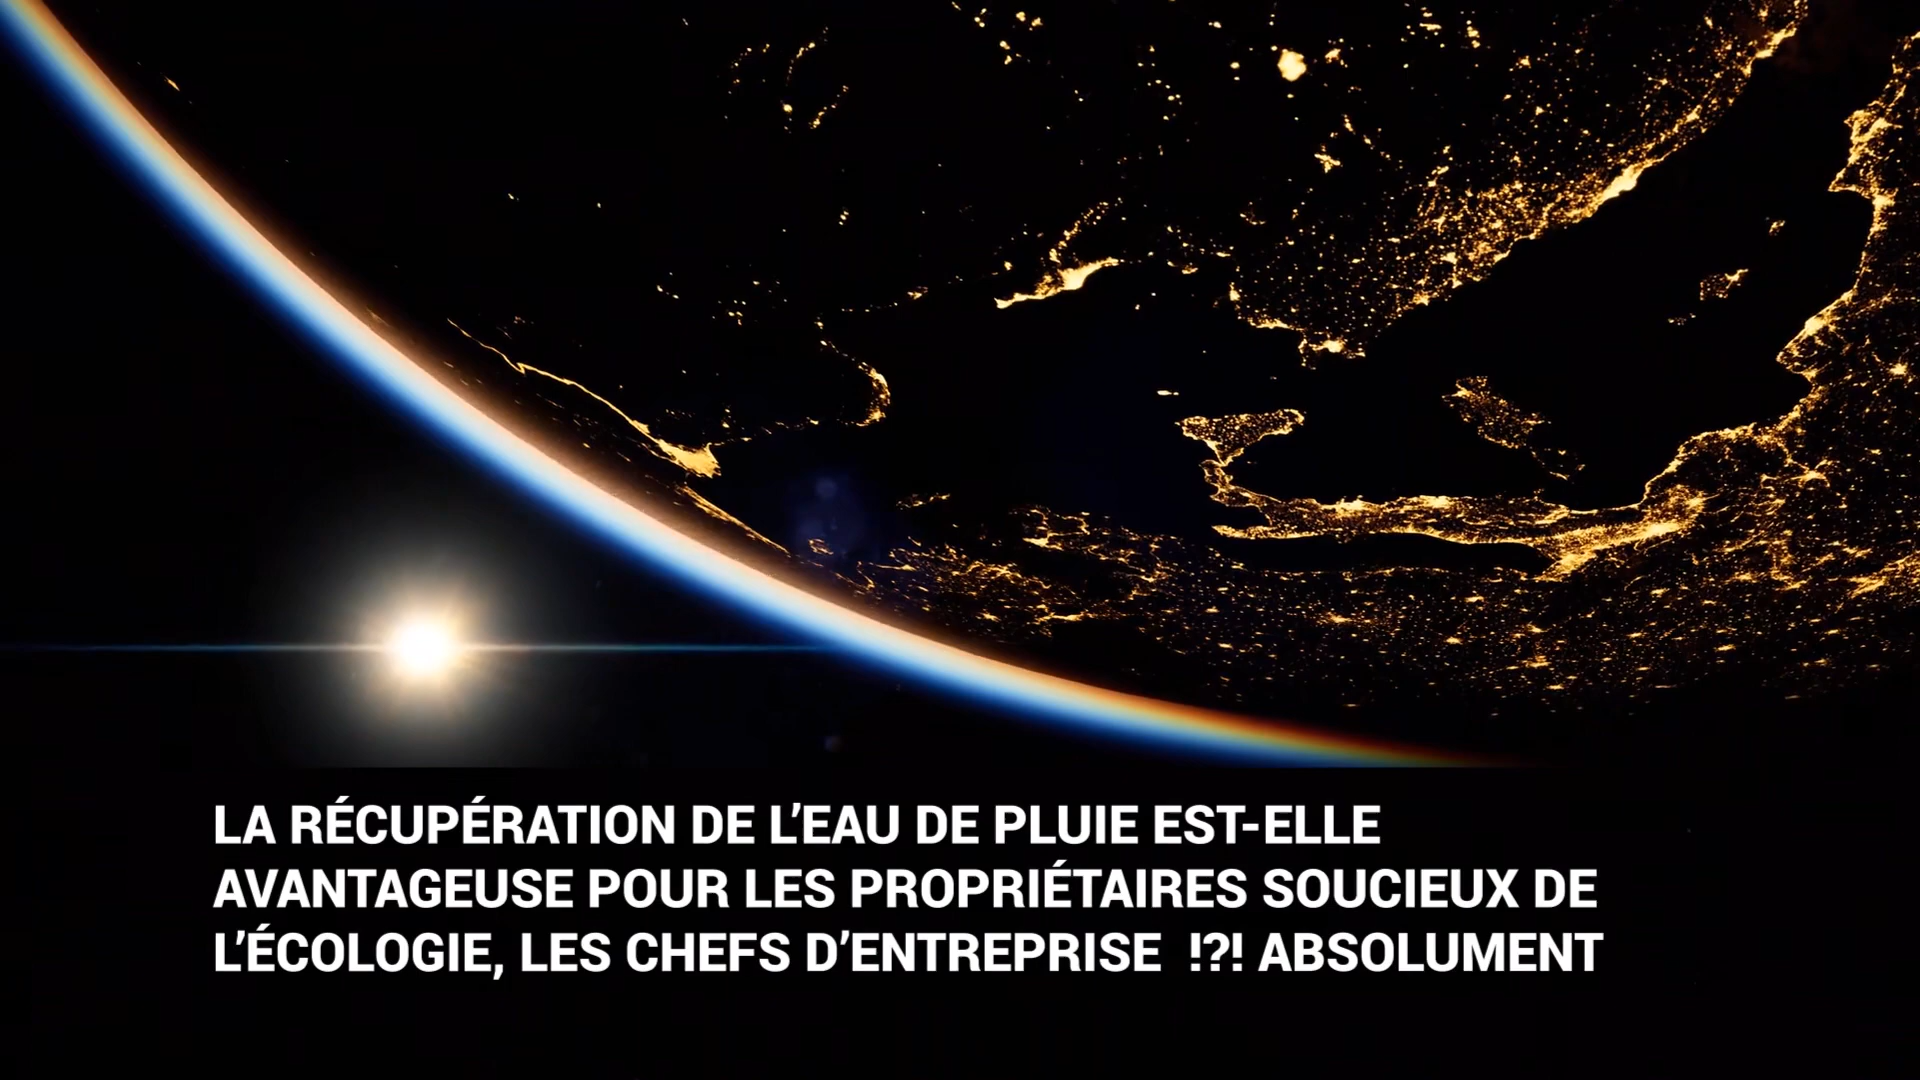 LA RÉCUPÉRATION DE L’EAU DE PLUIE EST-ELLE
AVANTAGEUSE POUR LES PROPRIÉTAIRES SOUCIEUX DE
L’ÉCOLOGIE, LES CHEFS D’ENTREPRISE !?! ABSOLUMENT